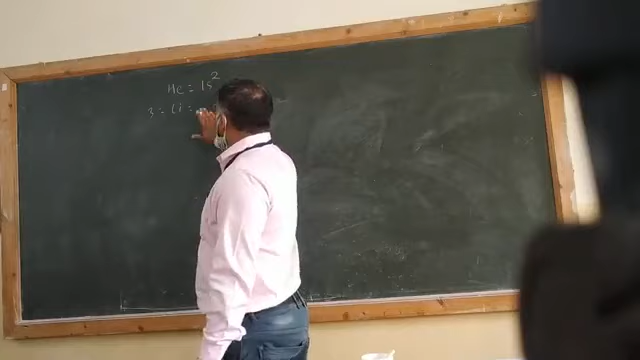 He = 1s²
3 = Li =